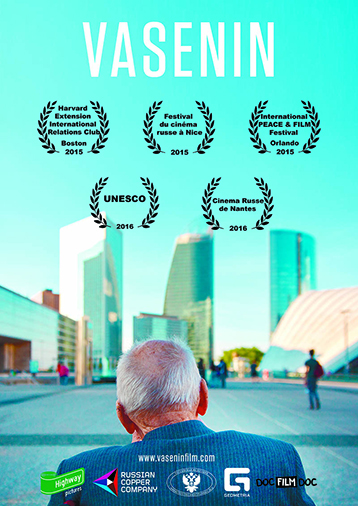 VASENIN
Harvard
Extension
International
Relations Club
Boston
2015
Festival
du cinéma
russe à Nice
2015
International
PEACE & FILM
Festival
Orlando
2015
UNESCO
2016
Cinema Russe
de Nantes
2016
www.vaseninfilm.com
Highway
pictures
RUSSIAN
COPPER
COMPANY
GEOMETRIA
DOC FILM DOC